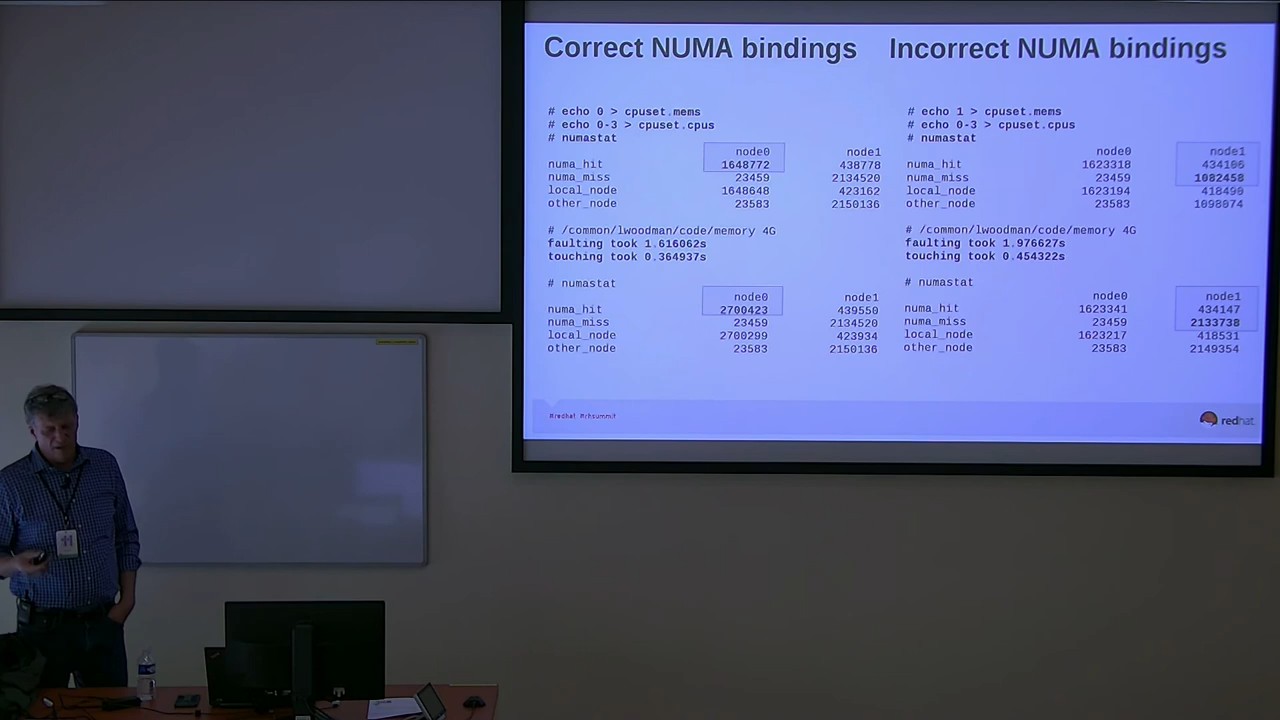 Correct NUMA bindings
# echo 0 > cpuset.mems
# echo 0-3 > cpuset.cpus
# numastat
node0 node1
numa_hit 1648772 438778
numa_miss 23459 2134520
local_node 1648648 423162
other_node 23583 2150136
# /common/lwoodman/code/memory 4G
faulting took 1.616062s
touching took 0.364937s
# numastat
node0 node1
numa_hit 2700423 439550
numa_miss 23459 2134520
local_node 2700299 423934
other_node 23583 2150136
Incorrect NUMA bindings
# echo 1 > cpuset.mems
# echo 0-3 > cpuset.cpus
# numastat
node0 node1
numa_hit 1623318 434106
numa_miss 23459 1082458
local_node 1623194 418490
other_node 23583 1098074
# /common/lwoodman/code/memory 4G
faulting took 1.976627s
touching took 0.454322s
# numastat
node0 node1
numa_hit 1623341 434147
numa_miss 23459 2133738
local_node 1623217 418531
other_node 23583 2149354
#redhat #rhsummit
redhat.